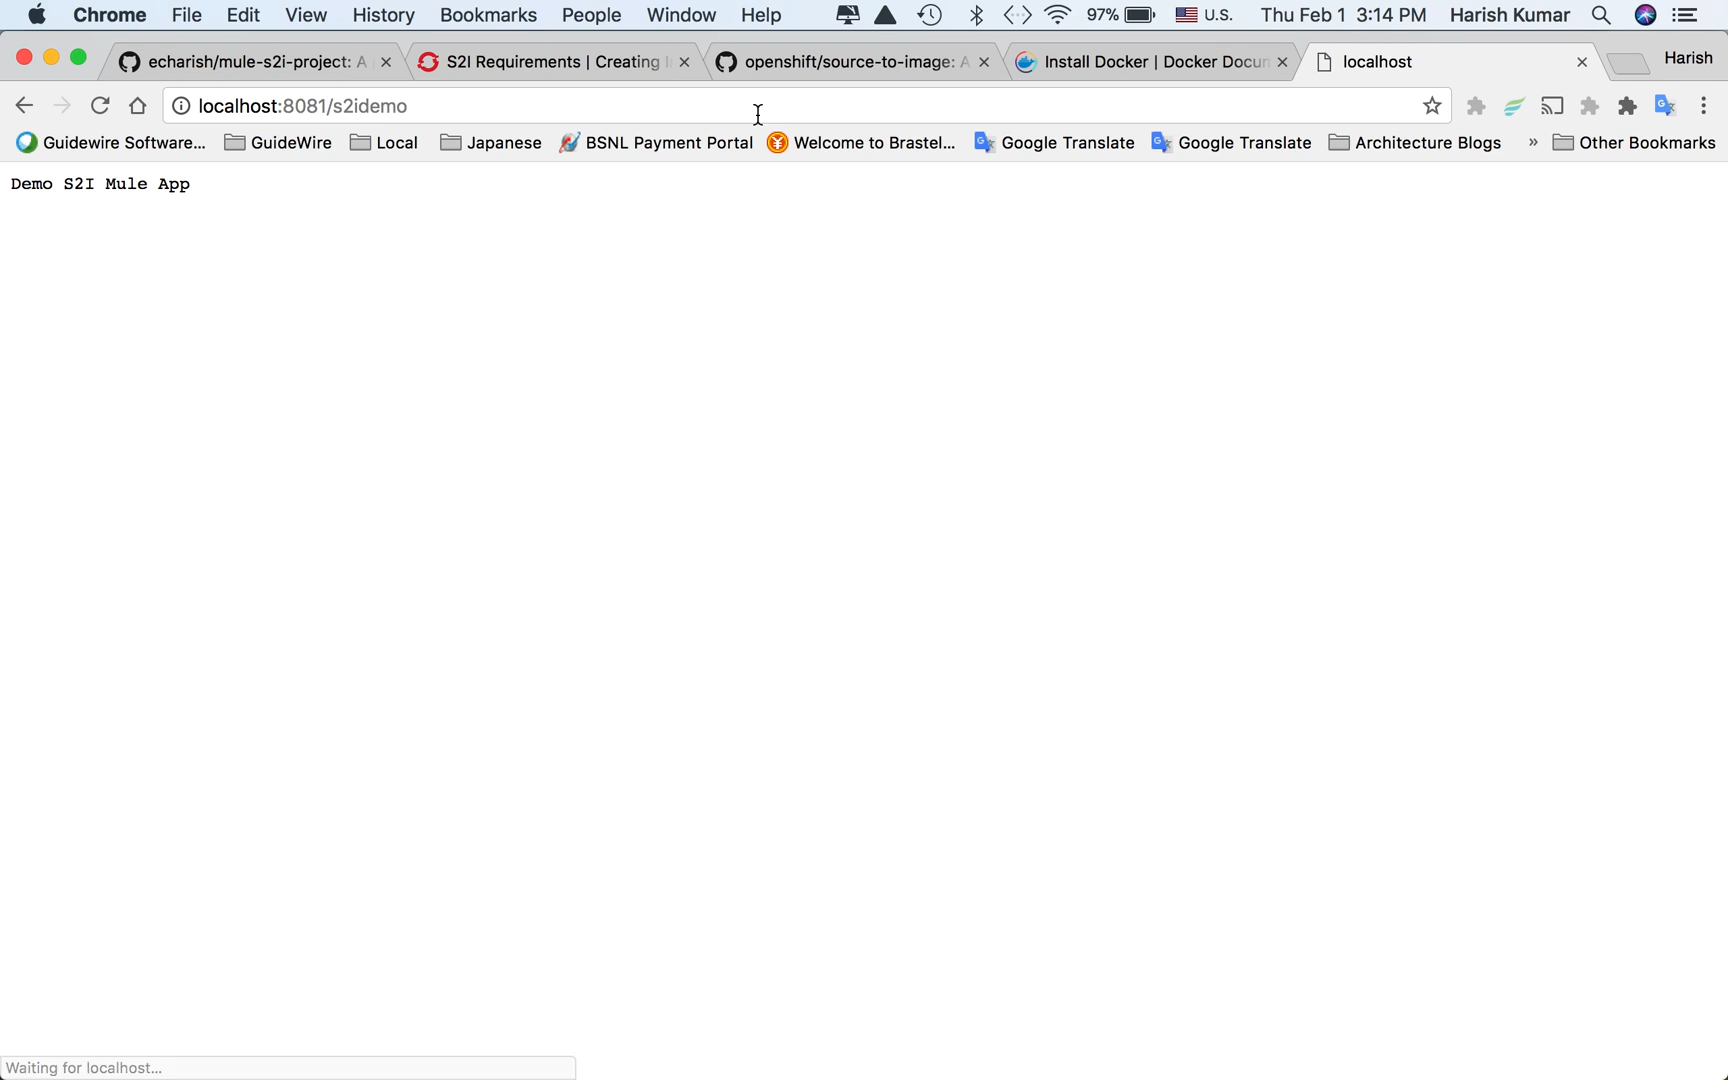 Chrome File Edit View History Bookmarks People Window Help 97% U.S. Thu Feb 1 3:14 PM Harish Kumar
echarish/mule-s2i-project: A S2I Requirements | Creating I openshift/source-to-image: A Install Docker | Docker Docum localhost Harish
localhost:8081/s2idemo
Guidewire Software... GuideWire Local Japanese BSNL Payment Portal Welcome to Brastel... Google Translate Google Translate Architecture Blogs » Other Bookmarks
Demo S2I Mule App
Waiting for localhost...